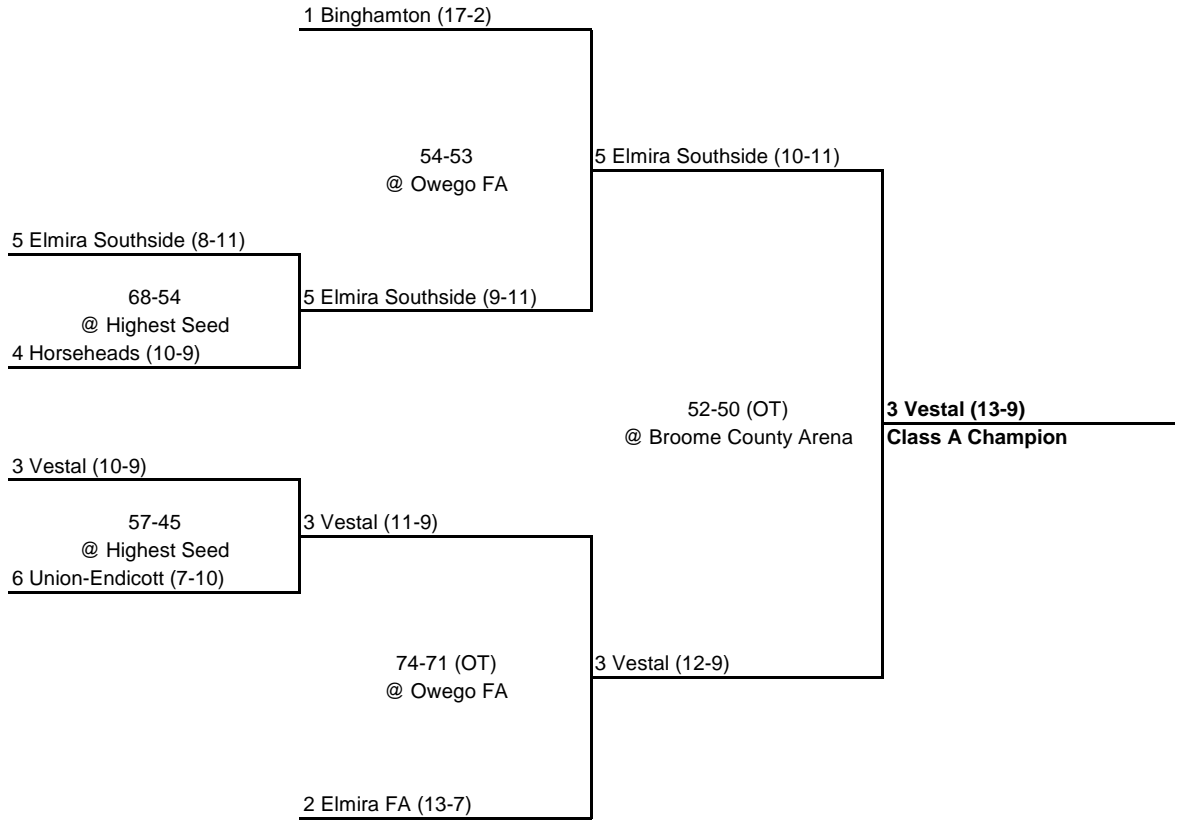 1 Binghamton (17-2)
54-53
@ Owego FA
5 Elmira Southside (10-11)
5 Elmira Southside (8-11)
68-54
@ Highest Seed
5 Elmira Southside (9-11)
4 Horseheads (10-9)
52-50 (OT)
@ Broome County Arena
3 Vestal (13-9)
Class A Champion
3 Vestal (10-9)
57-45
@ Highest Seed
3 Vestal (11-9)
6 Union-Endicott (7-10)
74-71 (OT)
@ Owego FA
3 Vestal (12-9)
2 Elmira FA (13-7)